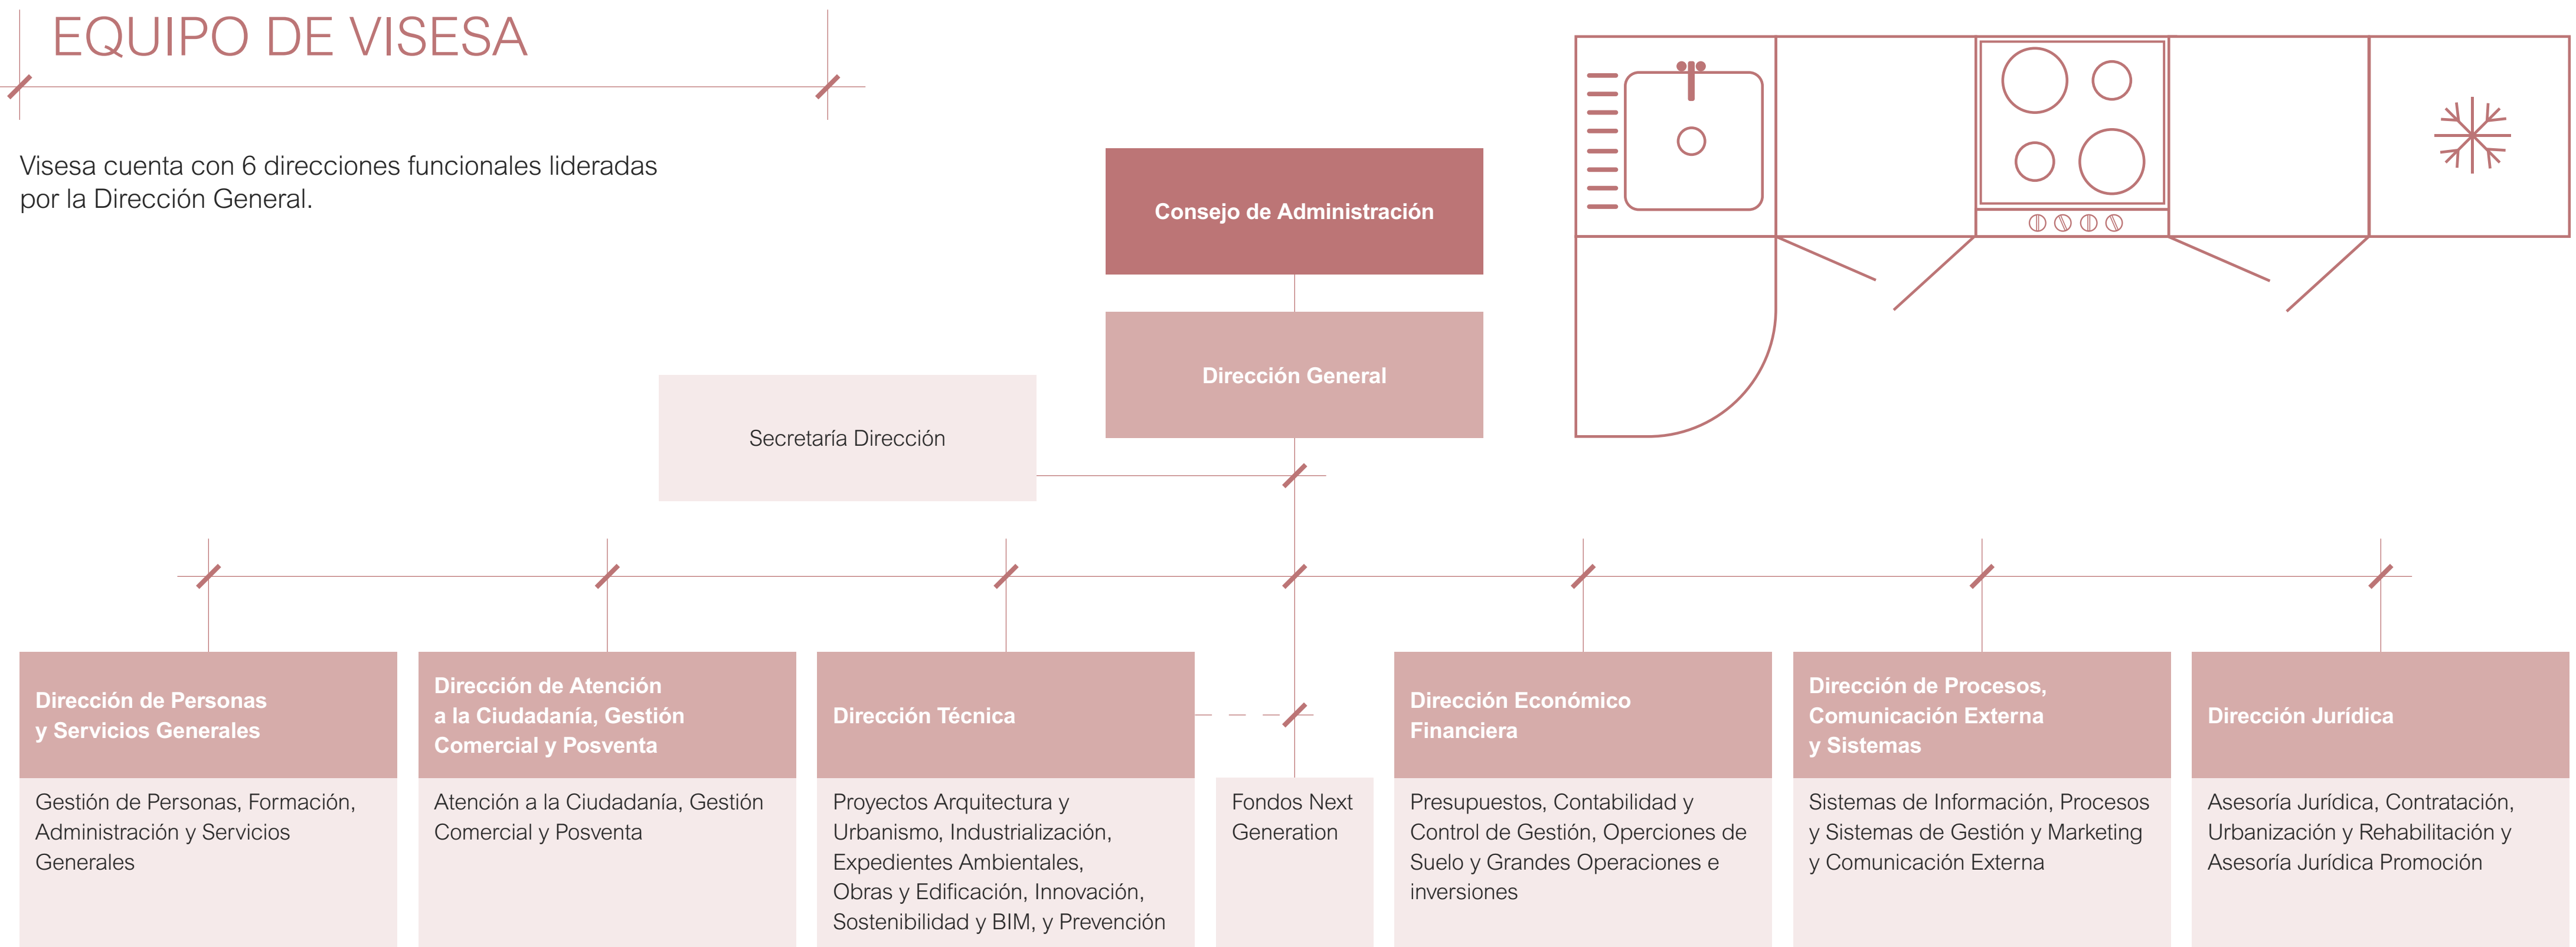 EQUIPO DE VISESA
Visesa cuenta con 6 direcciones funcionales lideradas
por la Dirección General.
Consejo de Administración
Dirección General
Secretaría Dirección
Dirección de Personas
y Servicios Generales
Gestión de Personas, Formación,
Administración y Servicios
Generales
Dirección de Atención
a la Ciudadanía, Gestión
Comercial y Posventa
Atención a la Ciudadanía, Gestión
Comercial y Posventa
Dirección Técnica
Proyectos Arquitectura y
Urbanismo, Industrialización,
Expedientes Ambientales,
Obras y Edificación, Innovación,
Sostenibilidad y BIM, y Prevención
Fondos Next
Generation
Dirección Económico
Financiera
Presupuestos, Contabilidad y
Control de Gestión, Operciones de
Suelo y Grandes Operaciones e
inversiones
Dirección de Procesos,
Comunicación Externa
y Sistemas
Sistemas de Información, Procesos
y Sistemas de Gestión y Marketing
y Comunicación Externa
Dirección Jurídica
Asesoría Jurídica, Contratación,
Urbanización y Rehabilitación y
Asesoría Jurídica Promoción